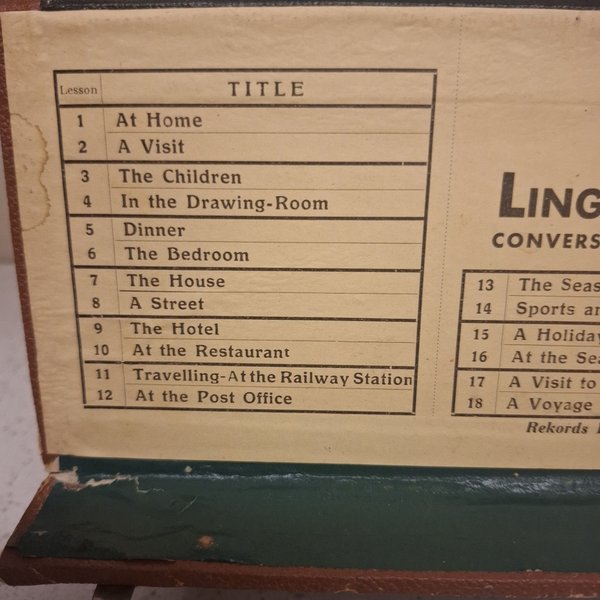 Lesson TITLE
1 At Home
2 A Visit
3 The Children
4 In the Drawing-Room
5 Dinner
6 The Bedroom
7 The House
8 A Street
9 The Hotel
10 At the Restaurant
11 Travelling-At the Railway Station
12 At the Post Office
LING
CONVERS
13 The Seas
14 Sports an
15 A Holiday
16 At the Sea
17 A Visit to
18 A Voyage
Rekords